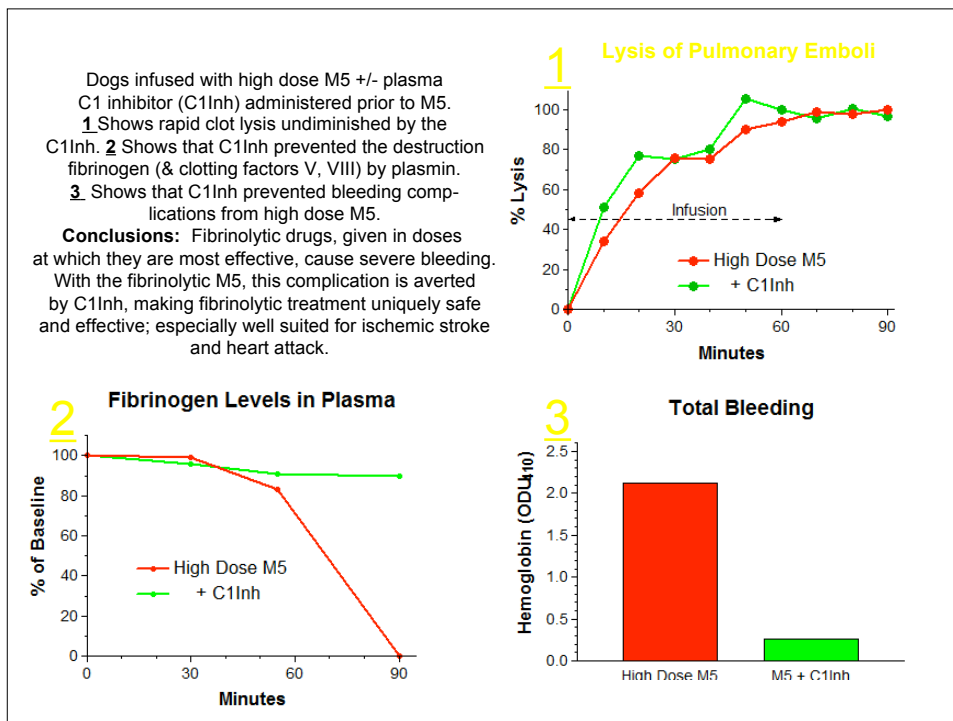 Dogs infused with high dose M5 +/- plasma
C1 inhibitor (C1Inh) administered prior to M5.
1 Shows rapid clot lysis undiminished by the
C1Inh. 2 Shows that C1Inh prevented the destruction
fibrinogen (& clotting factors V, VIII) by plasmin.
3 Shows that C1Inh prevented bleeding comp-
lications from high dose M5.
Conclusions: Fibrinolytic drugs, given in doses
at which they are most effective, cause severe bleeding.
With the fibrinolytic M5, this complication is averted
by C1Inh, making fibrinolytic treatment uniquely safe
and effective; especially well suited for ischemic stroke
and heart attack.
1
Lysis of Pulmonary Emboli
% Lysis
100
80
60
40
20
0
Infusion
High Dose M5
+ C1Inh
0 30 60 90
Minutes
2
Fibrinogen Levels in Plasma
% of Baseline
100
80
60
40
20
0
High Dose M5
+ C1Inh
0 30 60 90
Minutes
3
Total Bleeding
Hemoglobin (ODU410)
2.5
2.0
1.5
1.0
0.5
0.0
High Dose M5 M5 + C1Inh